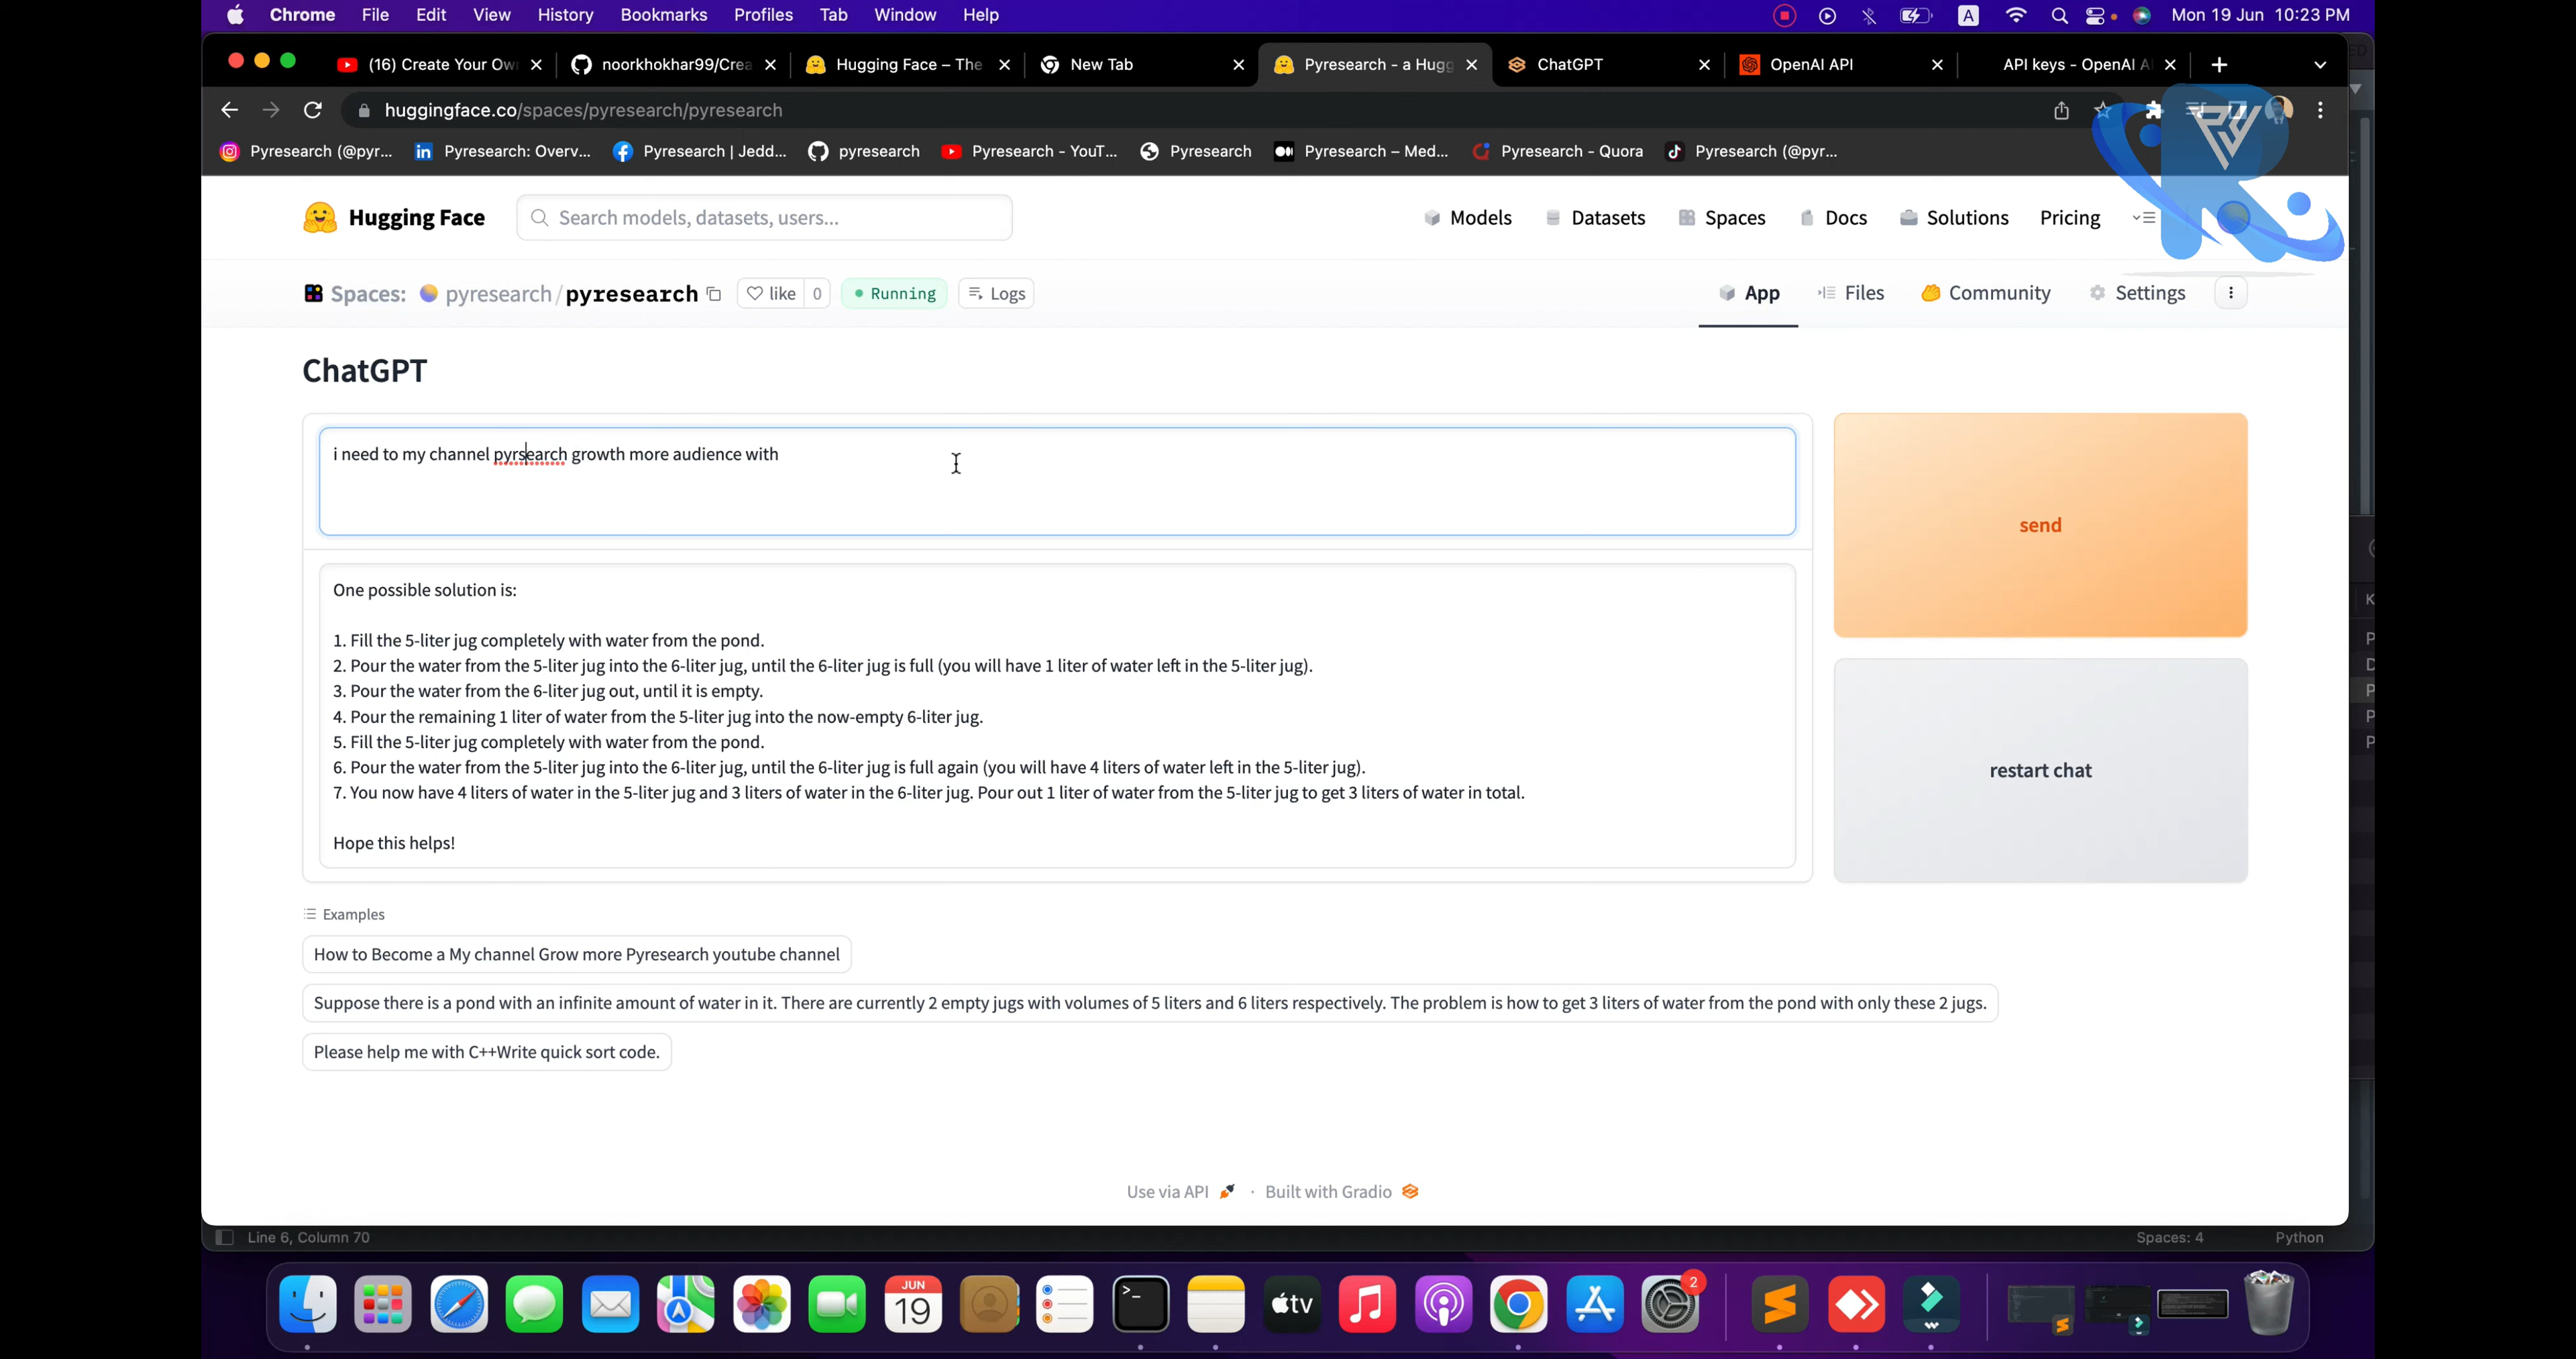 Chrome File Edit View History Bookmarks Profiles Tab Window Help A Mon 19 Jun 10:23 PM
(16) Create Your Ow noorkhokhar99/Crea Hugging Face – The New Tab Pyresearch - a Hugg ChatGPT OpenAI API API keys - OpenAI A
huggingface.co/spaces/pyresearch/pyresearch
Pyresearch (@pyr... Pyresearch: Overv... Pyresearch | Jedd... pyresearch Pyresearch - YouT... Pyresearch Pyresearch – Med... Pyresearch - Quora Pyresearch (@pyr...
Hugging Face Search models, datasets, users... Models Datasets Spaces Docs Solutions Pricing
Spaces: pyresearch/pyresearch like 0 Running Logs App Files Community Settings
ChatGPT
i need to my channel pyrsearch growth more audience with
send
One possible solution is:
1. Fill the 5-liter jug completely with water from the pond.
2. Pour the water from the 5-liter jug into the 6-liter jug, until the 6-liter jug is full (you will have 1 liter of water left in the 5-liter jug).
3. Pour the water from the 6-liter jug out, until it is empty.
4. Pour the remaining 1 liter of water from the 5-liter jug into the now-empty 6-liter jug.
5. Fill the 5-liter jug completely with water from the pond.
6. Pour the water from the 5-liter jug into the 6-liter jug, until the 6-liter jug is full again (you will have 4 liters of water left in the 5-liter jug).
7. You now have 4 liters of water in the 5-liter jug and 3 liters of water in the 6-liter jug. Pour out 1 liter of water from the 5-liter jug to get 3 liters of water in total.
Hope this helps!
restart chat
Examples
How to Become a My channel Grow more Pyresearch youtube channel
Suppose there is a pond with an infinite amount of water in it. There are currently 2 empty jugs with volumes of 5 liters and 6 liters respectively. The problem is how to get 3 liters of water from the pond with only these 2 jugs.
Please help me with C++Write quick sort code.
Use via API · Built with Gradio
Line 6, Column 70 Spaces: 4 Python
JUN
19
tv
2